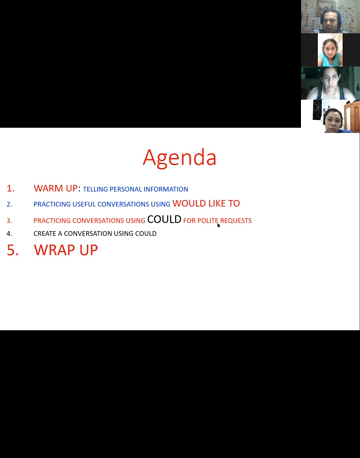 Agenda
1. WARM UP: TELLING PERSONAL INFORMATION
2. PRACTICING USEFUL CONVERSATIONS USING WOULD LIKE TO
3. PRACTICING CONVERSATIONS USING COULD FOR POLITE REQUESTS
4. CREATE A CONVERSATION USING COULD
5. WRAP UP